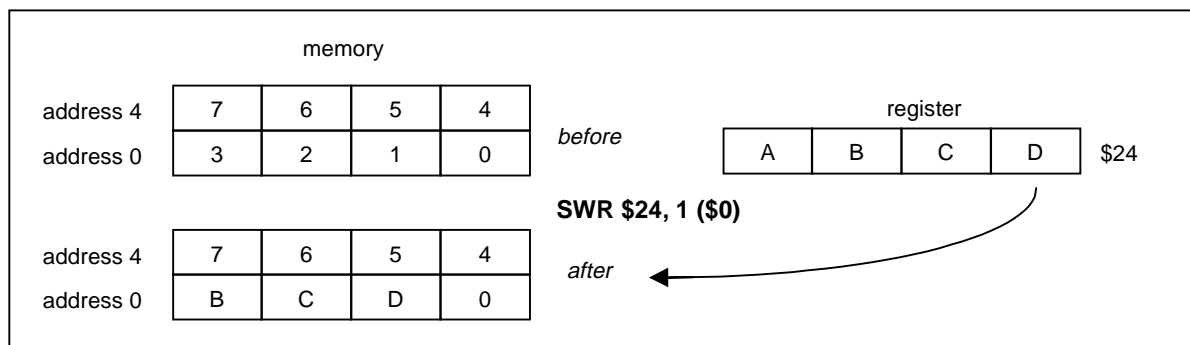 memory
address 4 7 6 5 4
register
before
address 0 3 2 1 0
A B C D $24
SWR $24, 1 ($0)
address 4 7 6 5 4
after
address 0 B C D 0